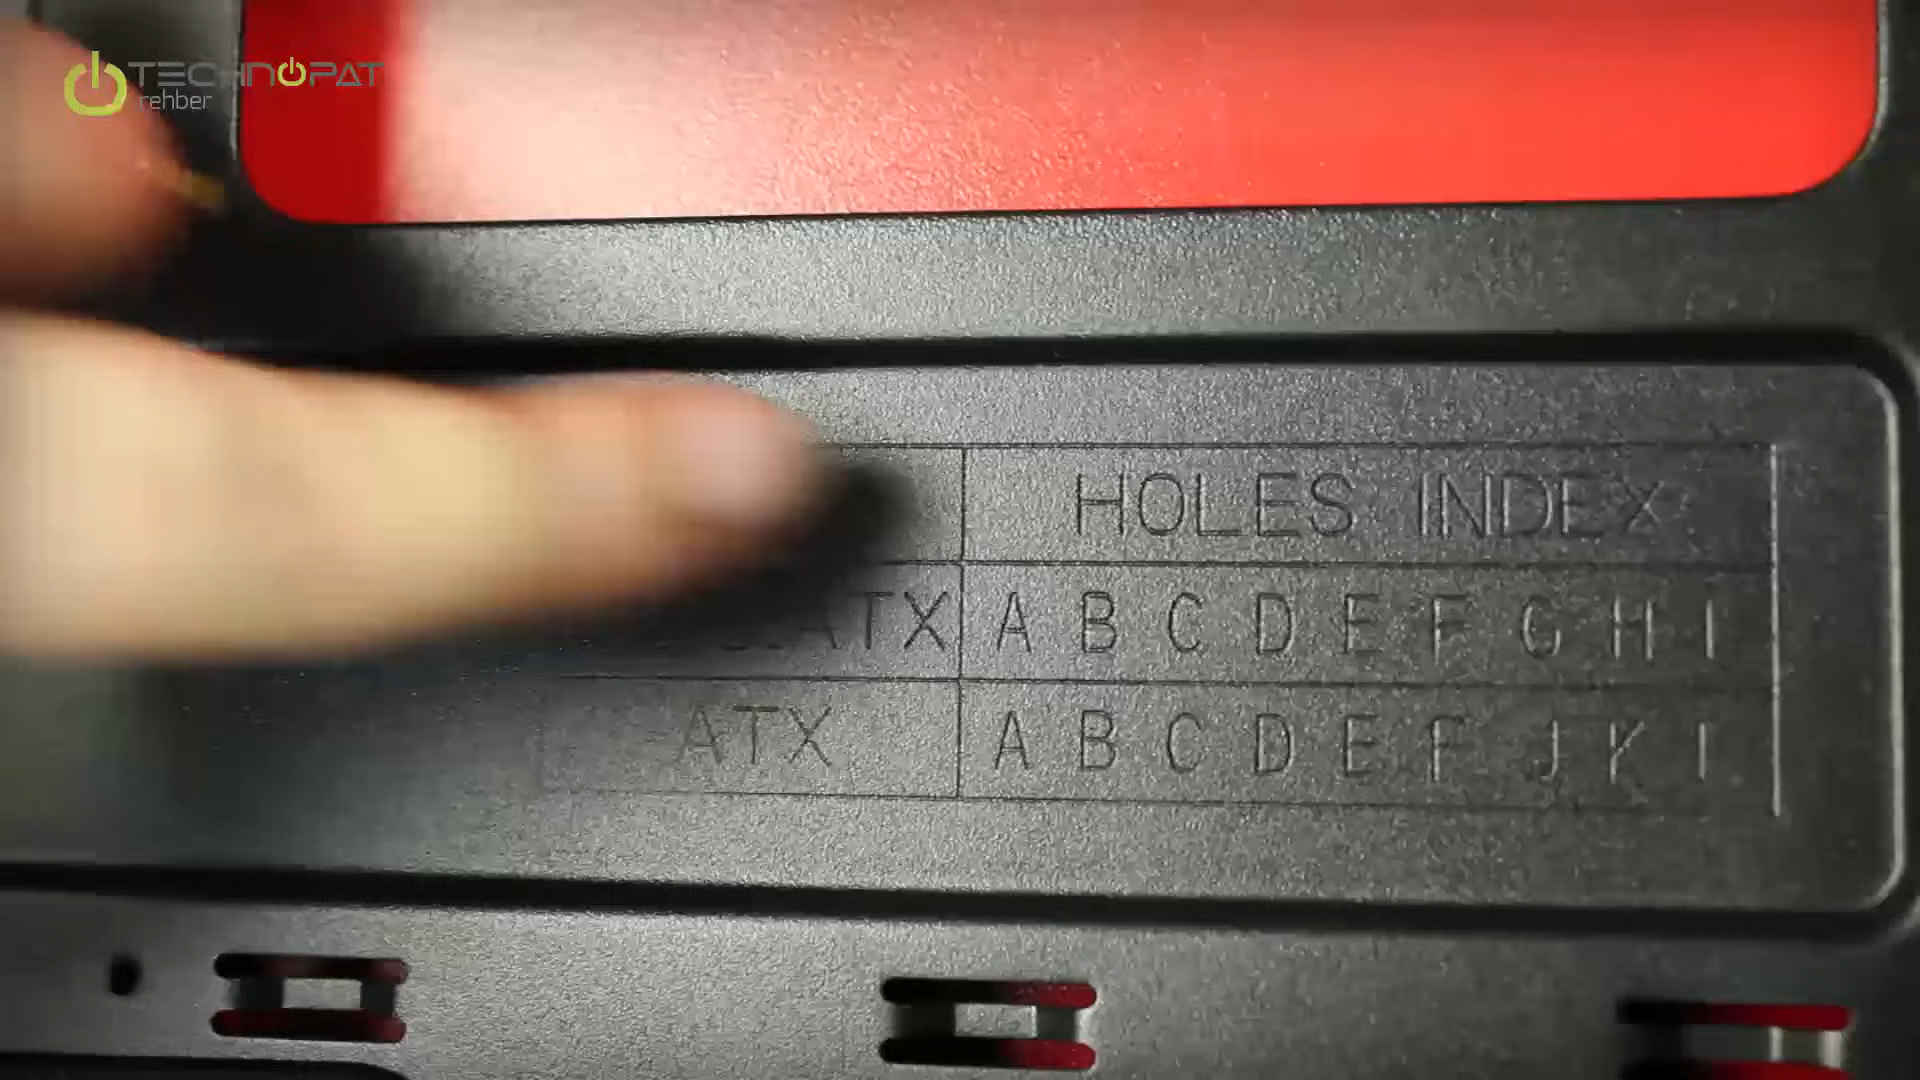 TECHNOPAT
rehber
HOLES INDEX
ATX A B C D E F G H I
ATX A B C D E F J K I